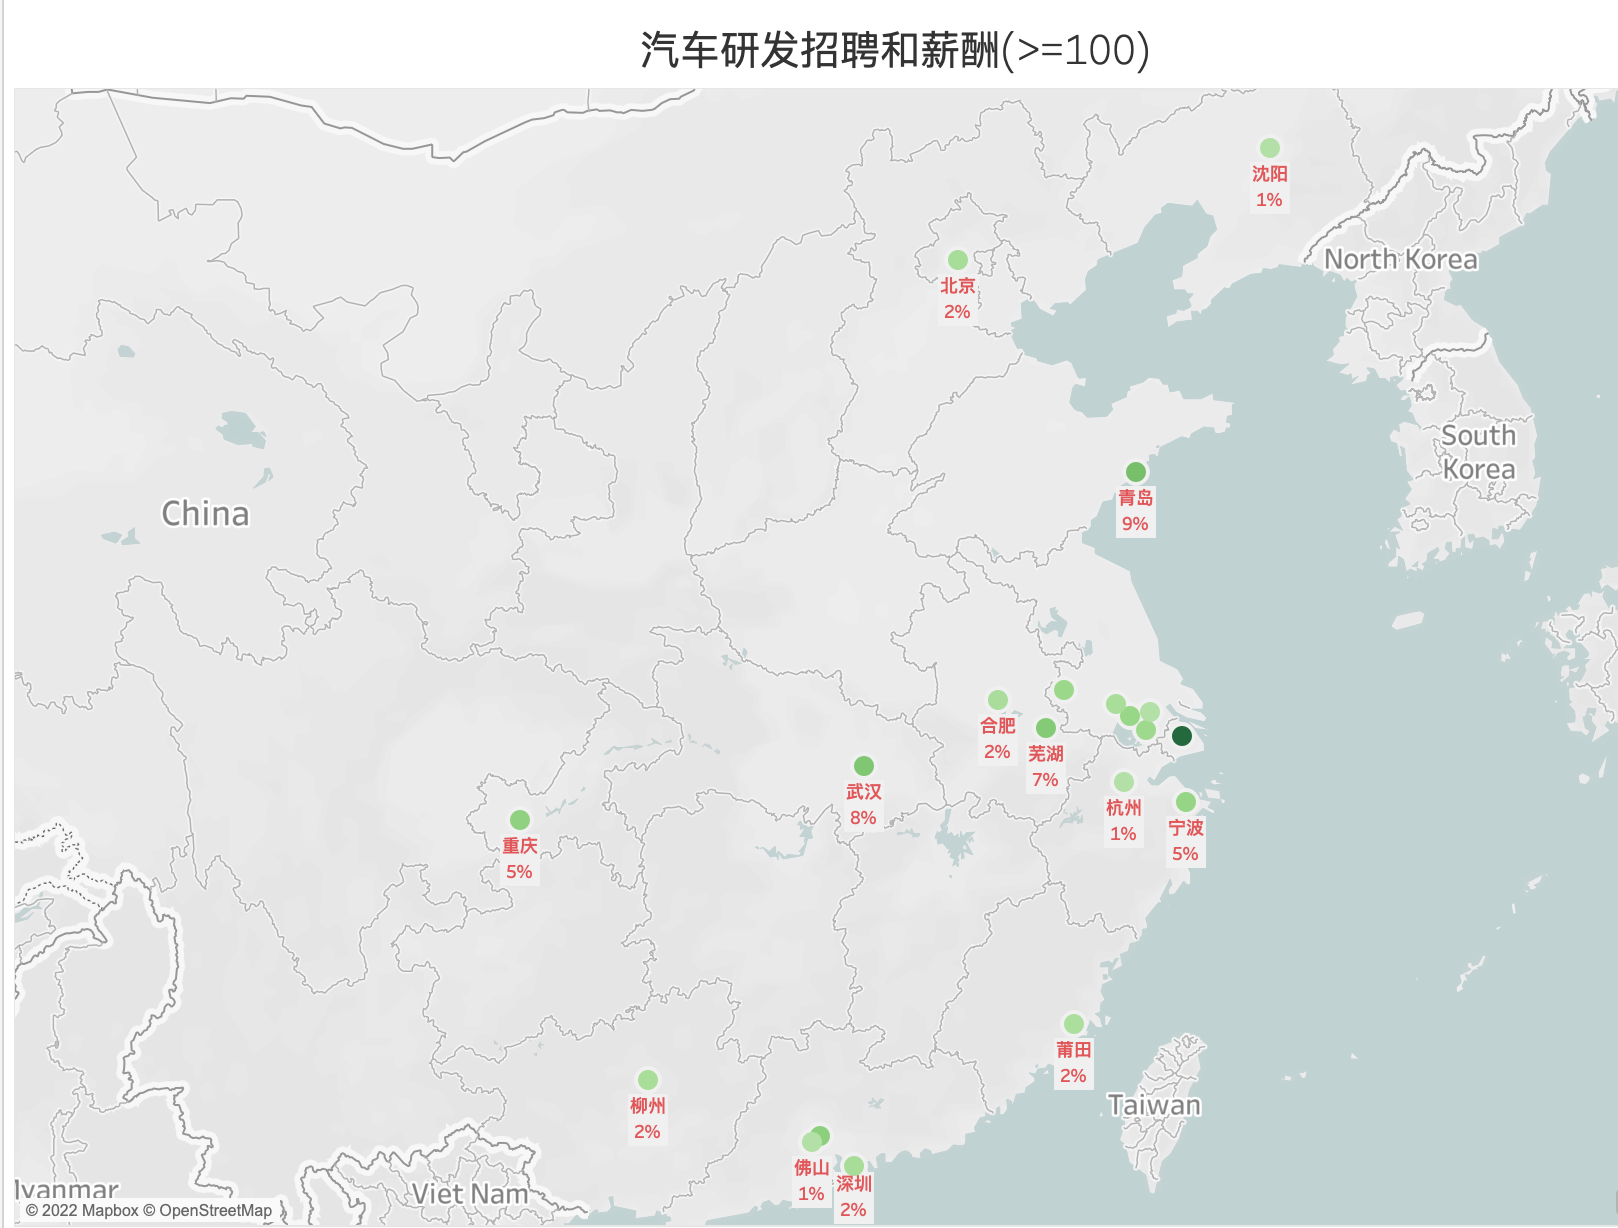 汽车研发招聘和薪酬(>=100)
沈阳
1%
North Korea
北京
2%
South
Korea
青岛
9%
China
合肥
2%
芜湖
7%
武汉
8%
杭州
1%
宁波
5%
重庆
5%
莆田
2%
Taiwan
柳州
2%
佛山
1%
深圳
2%
Viet Nam
© 2022 Mapbox © OpenStreetMap